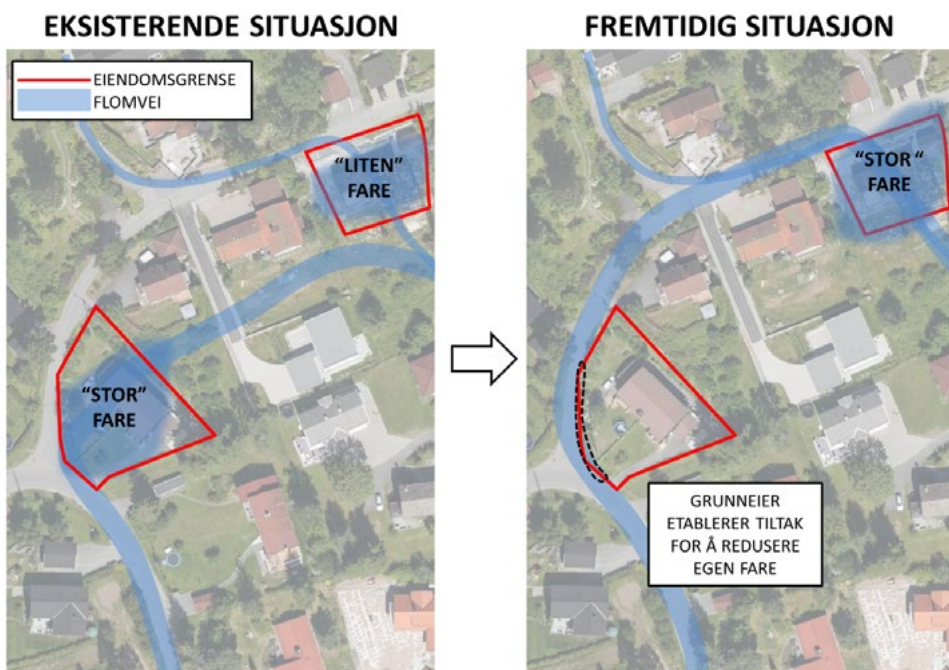 EKSISTERENDE SITUASJON
FREMTIDIG SITUASJON
EIENDOMSGRENSE
FLOMVEI
“LITEN”
FARE
“STOR”
FARE
“STOR“
FARE
GRUNNEIER
ETABLERER TILTAK
FOR Å REDUSERE
EGEN FARE